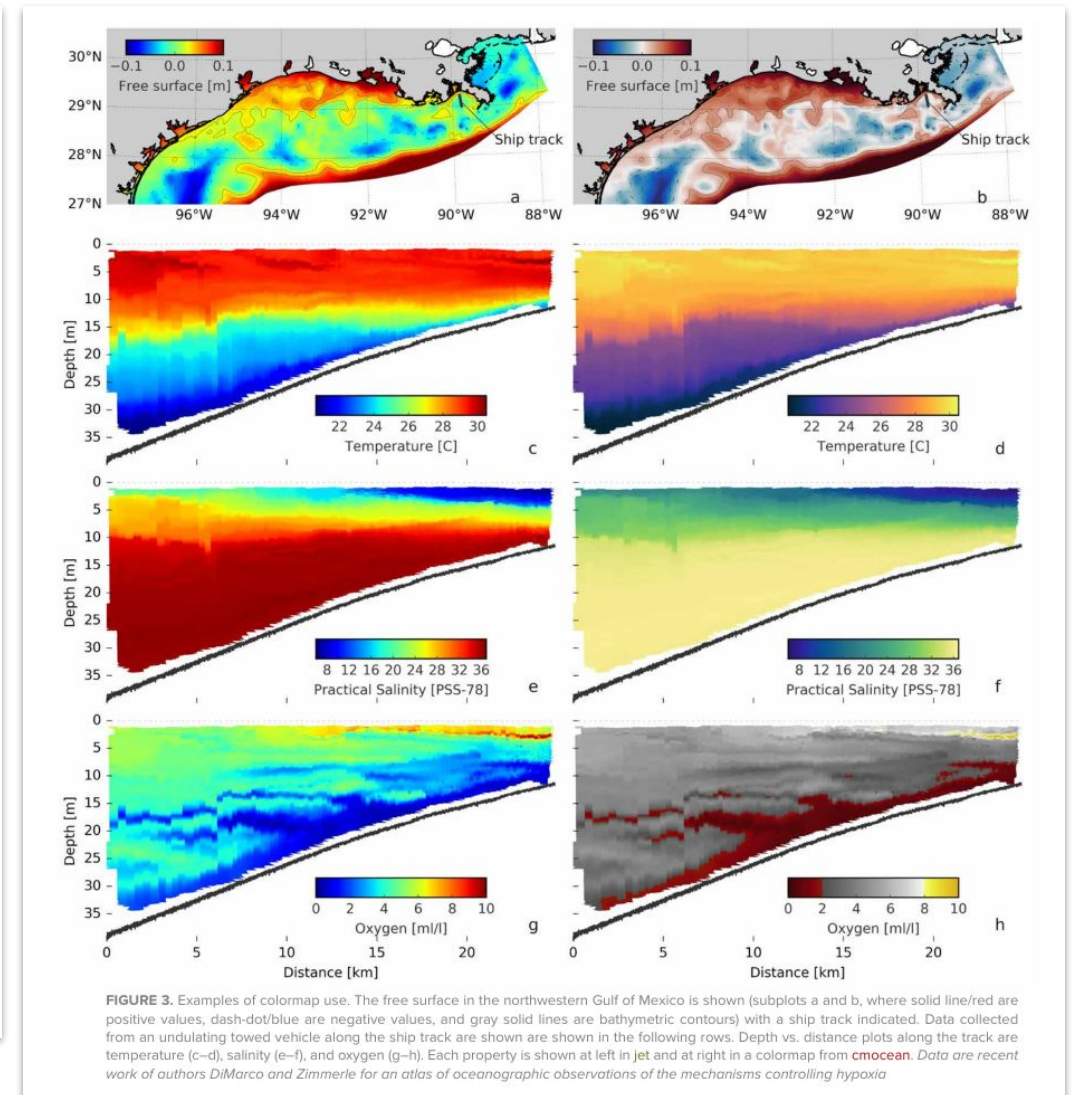 −0.1 0.0 0.1
Free surface [m]
30°N
29°N
28°N
27°N
Ship track
a
96°W 94°W 92°W 90°W 88°W
−0.1 0.0 0.1
Free surface [m]
Ship track
b
96°W 94°W 92°W 90°W 88°W
0
5
10
15
20
25
30
35
Depth [m]
22 24 26 28 30
Temperature [C]
c
22 24 26 28 30
Temperature [C]
d
0
5
10
15
20
25
30
35
Depth [m]
8 12 16 20 24 28 32 36
Practical Salinity [PSS-78]
e
8 12 16 20 24 28 32 36
Practical Salinity [PSS-78]
f
0
5
10
15
20
25
30
35
Depth [m]
0 2 4 6 8 10
Oxygen [ml/l]
g
0 5 10 15 20
Distance [km]
0 2 4 6 8 10
Oxygen [ml/l]
h
0 5 10 15 20
Distance [km]
FIGURE 3. Examples of colormap use. The free surface in the northwestern Gulf of Mexico is shown (subplots a and b, where solid line/red are
positive values, dash-dot/blue are negative values, and gray solid lines are bathymetric contours) with a ship track indicated. Data collected
from an undulating towed vehicle along the ship track are shown are shown in the following rows. Depth vs. distance plots along the track are
temperature (c–d), salinity (e–f), and oxygen (g–h). Each property is shown at left in jet and at right in a colormap from cmocean. Data are recent
work of authors DiMarco and Zimmerle for an atlas of oceanographic observations of the mechanisms controlling hypoxia